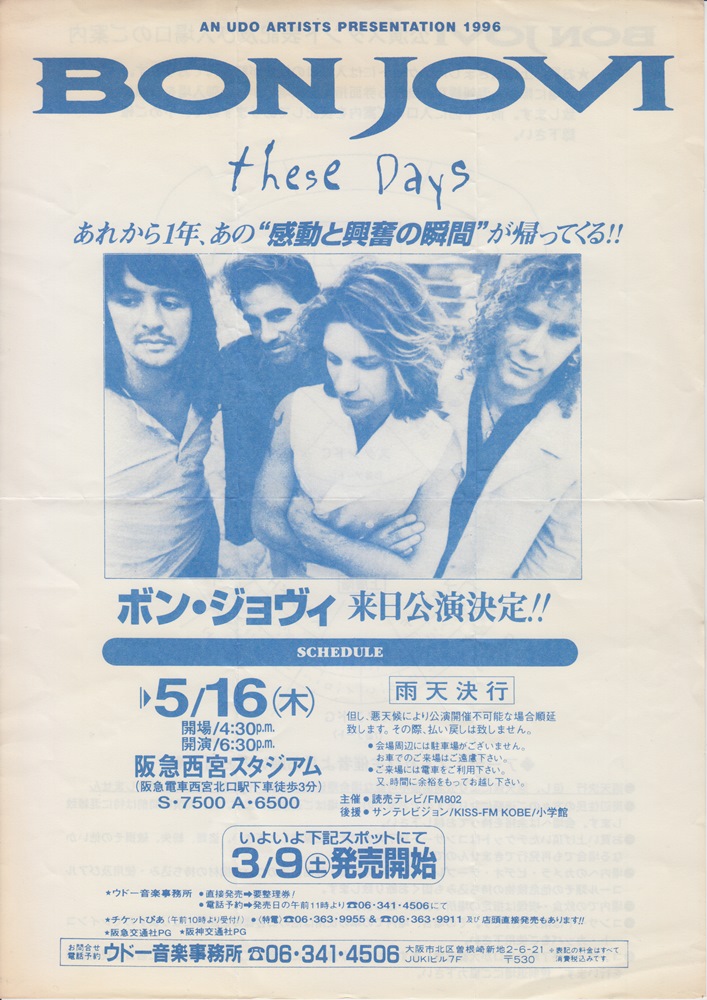 AN UDO ARTISTS PRESENTATION 1996
BON JOVI
these Days
あれから1年、あの“感動と興奮の瞬間”が帰ってくる!!
ボン・ジョヴィ 来日公演決定!!
SCHEDULE
5/16(木)
開場/4:30p.m.
開演/6:30p.m.
阪急西宮スタジアム
(阪急電車西宮北口駅下車徒歩3分)
S・7500 A・6500
雨天決行
但し、悪天候により公演開催不可能な場合順延
致します。その際、払い戻しは致しません。
●会場周辺には駐車場がございません。
お車でのご来場はご遠慮下さい。
●ご来場には電車をご利用下さい。
又、時間に余裕をもってお越し下さい。
主催●読売テレビ/FM802
後援●サンテレビジョン/KISS-FM KOBE/小学館
いよいよ下記スポットにて
3/9(土)発売開始
★ウドー音楽事務所 ●直接発売➡要整理券!
●電話予約➡発売日の午前11時より☎06・341・4506にて
★チケットぴあ(午前10時より受付!) ●(特電)☎06・363・9955 & ☎06・363・9911 及び店頭直接発売もあります!!
★阪急交通社PG ★阪神交通社PG
お問合せ 電話予約 ウドー音楽事務所 ☎06・341・4506 大阪市北区曽根崎新地2-6-21 JUKIビル7F 〒530 ※表記の料金はすべて消費税込みです。